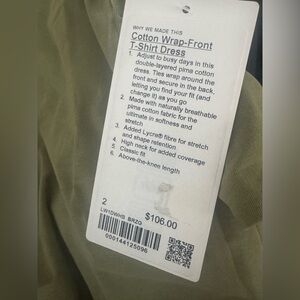 WHY WE MADE THIS
Cotton Wrap-Front
T-Shirt Dress
1. Adjust to busy days in this
double-layered pima cotton
dress. Ties wrap around the
front and secure in the back,
letting you find your fit (and
change it) as you go
2. Made with naturally breathable
pima cotton fabric for the
ultimate in softness and
stretch
3. Added Lycra® fibre for stretch
and shape retention
4. High neck for added coverage
5. Classic fit
6. Above-the-knee length
2
$106.00
LW1DWHS BRZG
000144125096